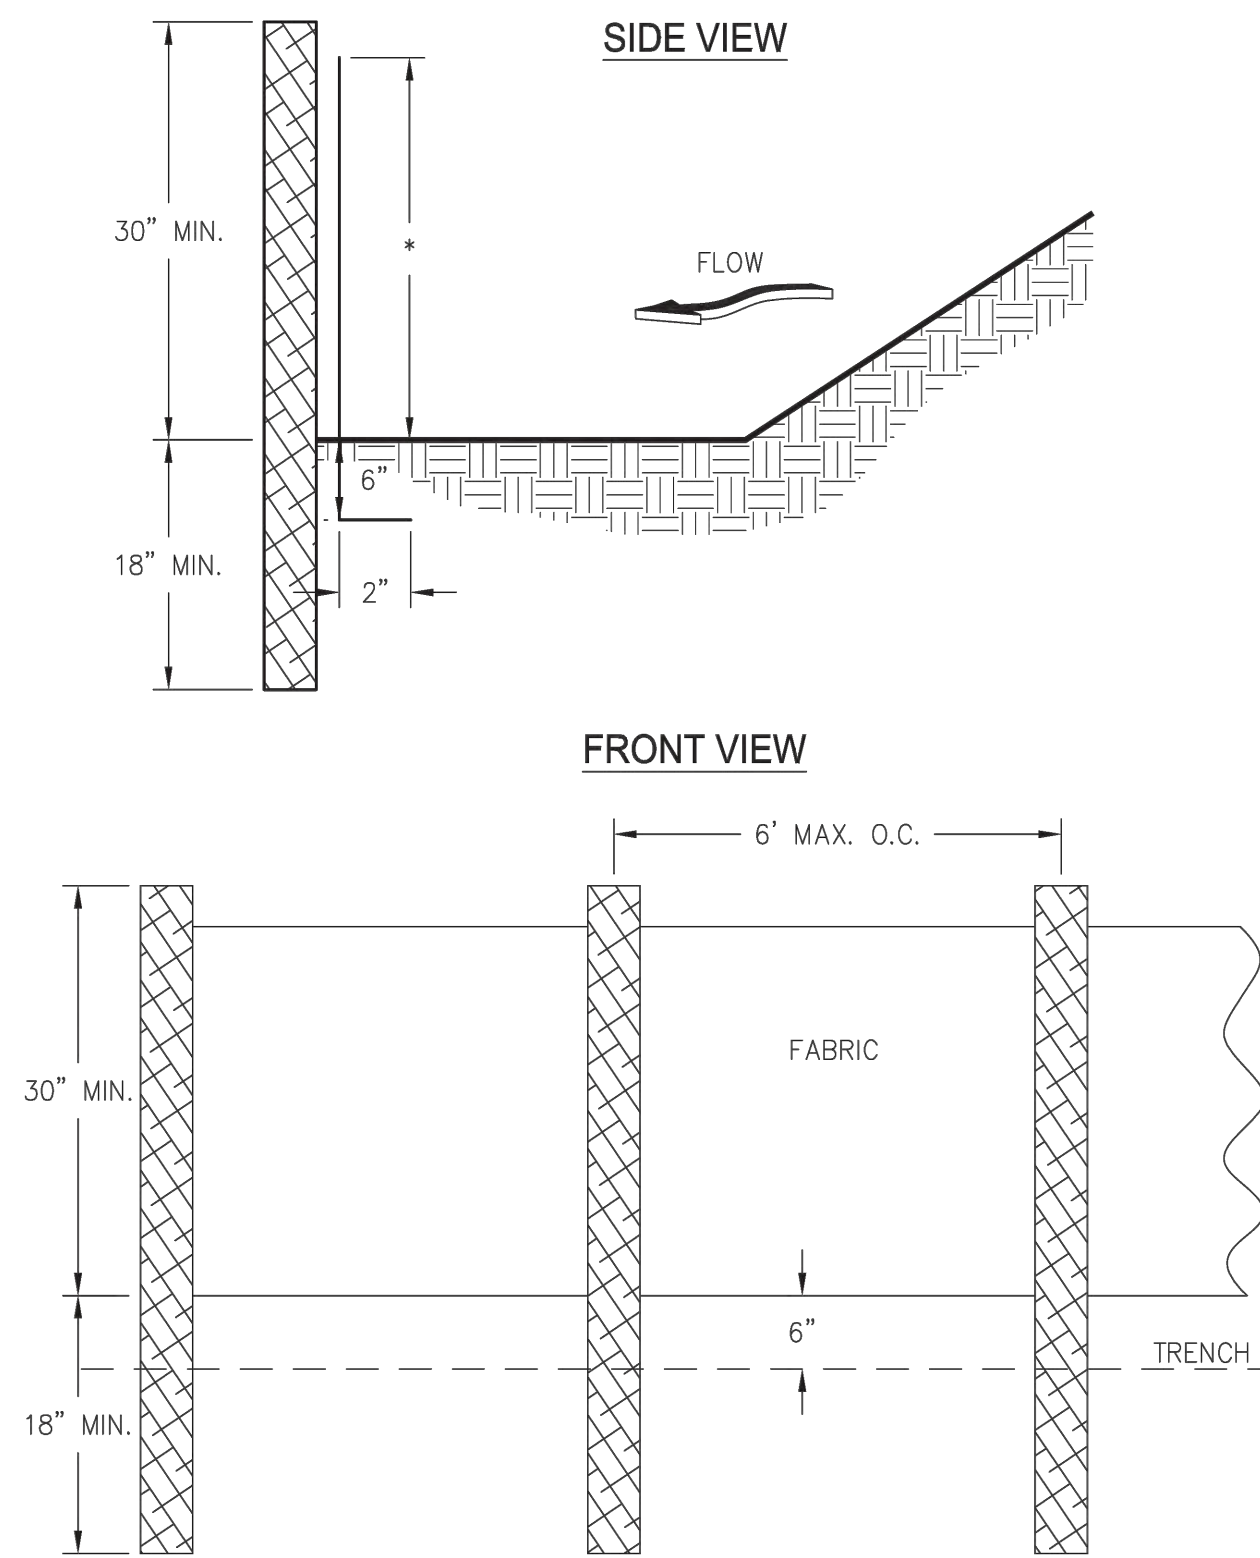 SIDE VIEW
30” MIN.
*
FLOW
6”
18” MIN.
2”
FRONT VIEW
6’ MAX. O.C.
FABRIC
30” MIN.
6”
TRENCH
18” MIN.